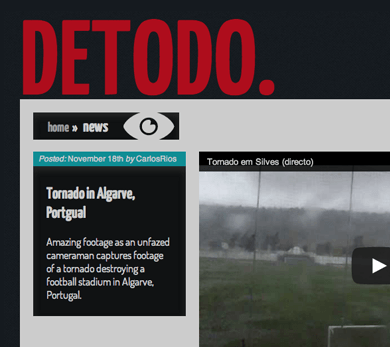 DETODO.
home » news
Posted: November 18th by CarlosRios
Tornado em Silves (directo)
Tornado in Algarve,
Portgual
Amazing footage as an unfazed
cameraman captures footage
of a tornado destroying a
football stadium in Algarve,
Portugal.